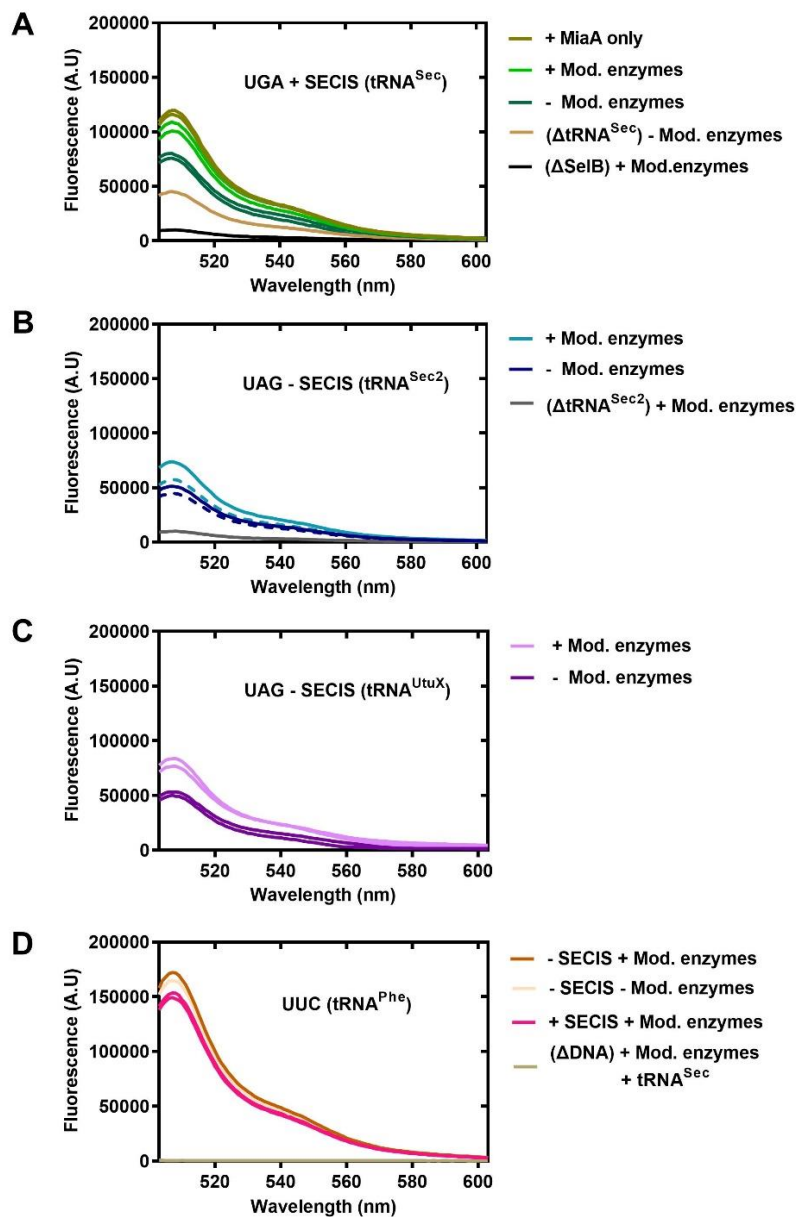 A
Fluorescence (A.U)
200000
150000
100000
50000
0
UGA + SECIS (tRNA^Sec)
520 540 560 580 600
Wavelength (nm)
+ MiaA only
+ Mod. enzymes
- Mod. enzymes
(ΔtRNA^Sec) - Mod. enzymes
(ΔSelB) + Mod.enzymes
B
Fluorescence (A.U)
200000
150000
100000
50000
0
UAG - SECIS (tRNA^Sec2)
520 540 560 580 600
Wavelength (nm)
+ Mod. enzymes
- Mod. enzymes
(ΔtRNA^Sec2) + Mod. enzymes
C
Fluorescence (A.U)
200000
150000
100000
50000
0
UAG - SECIS (tRNA^UtuX)
520 540 560 580 600
Wavelength (nm)
+ Mod. enzymes
- Mod. enzymes
D
Fluorescence (A.U)
200000
150000
100000
50000
0
UUC (tRNA^Phe)
520 540 560 580 600
Wavelength (nm)
- SECIS + Mod. enzymes
- SECIS - Mod. enzymes
+ SECIS + Mod. enzymes
(ΔDNA) + Mod. enzymes
+ tRNA^Sec